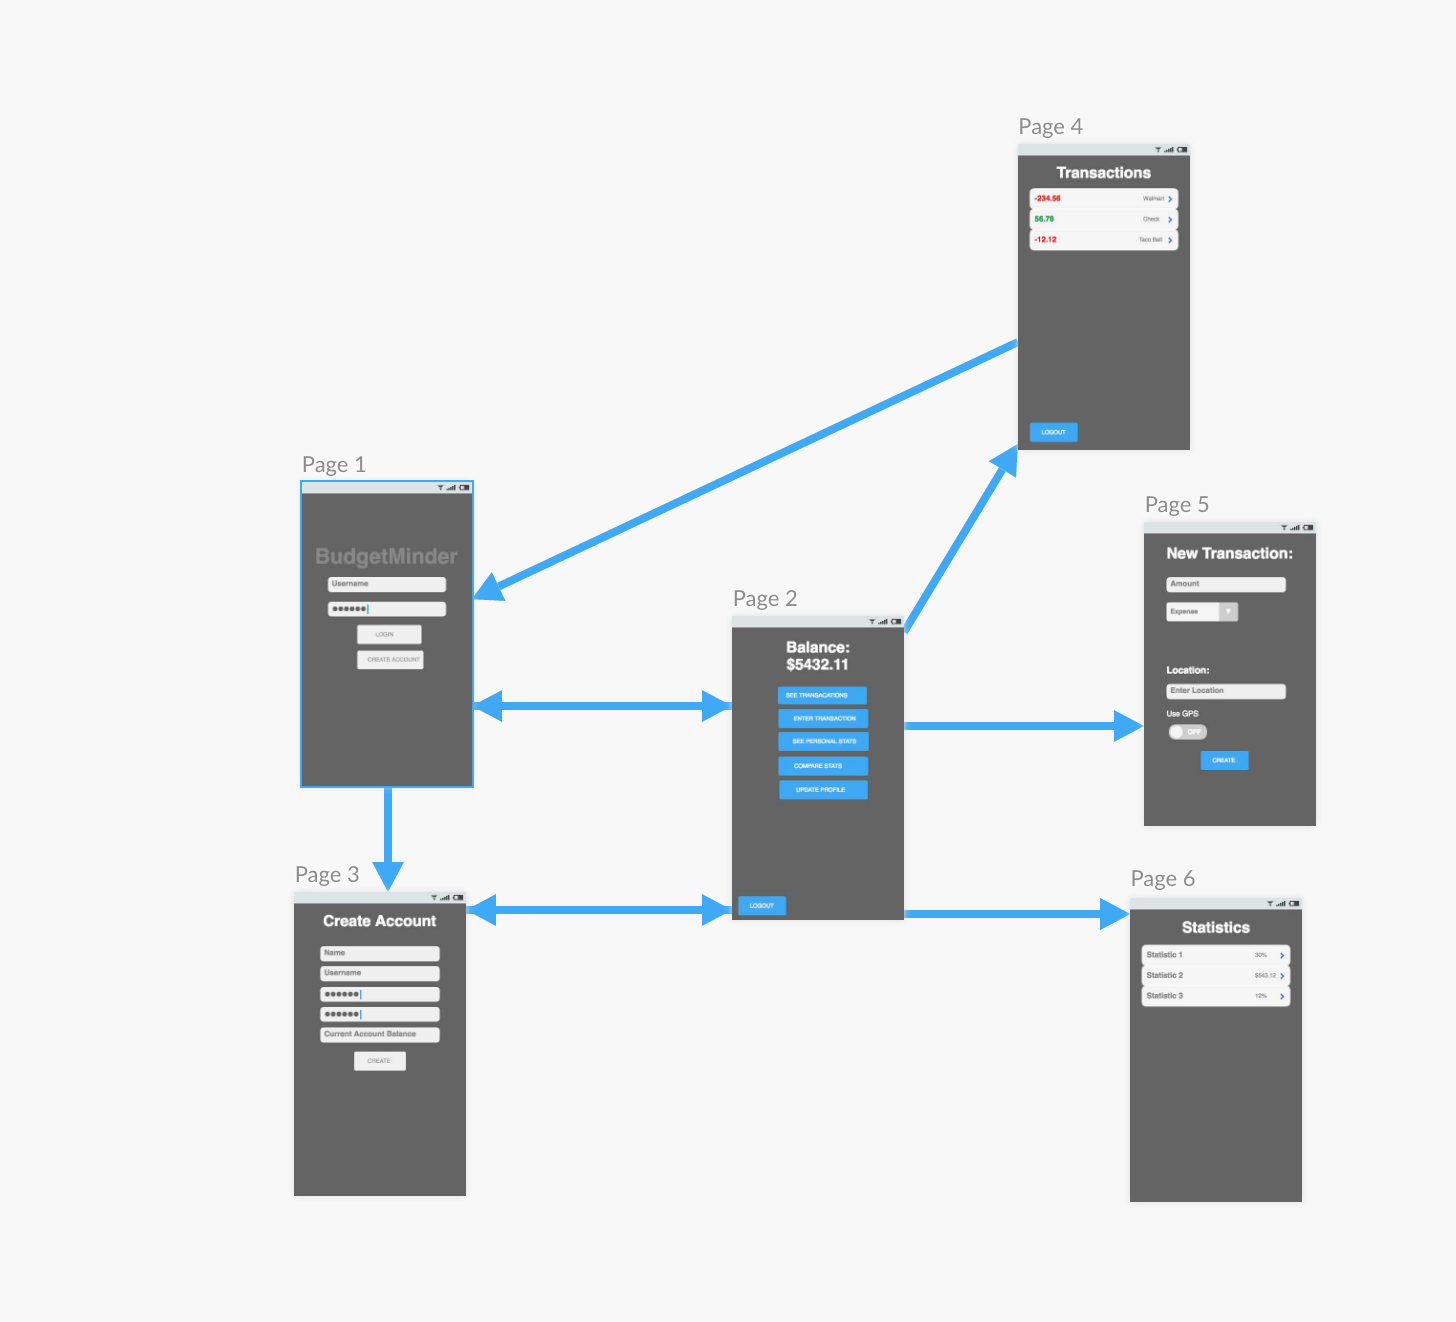 Page 4
Transactions
-234.56 Walmart
56.78 Check
-12.12 Taco Bell
LOGOUT
Page 1
BudgetMinder
Username
LOGIN
CREATE ACCOUNT
Page 2
Balance:
$5432.11
SEE TRANSACATIONS
ENTER TRANSACTION
SEE PERSONAL STATS
COMPARE STATS
UPDATE PROFILE
LOGOUT
Page 5
New Transaction:
Amount
Expense
Location:
Enter Location
Use GPS
OFF
CREATE
Page 3
Create Account
Name
Username
Current Account Balance
CREATE
Page 6
Statistics
Statistic 1 30%
Statistic 2 $543.12
Statistic 3 12%